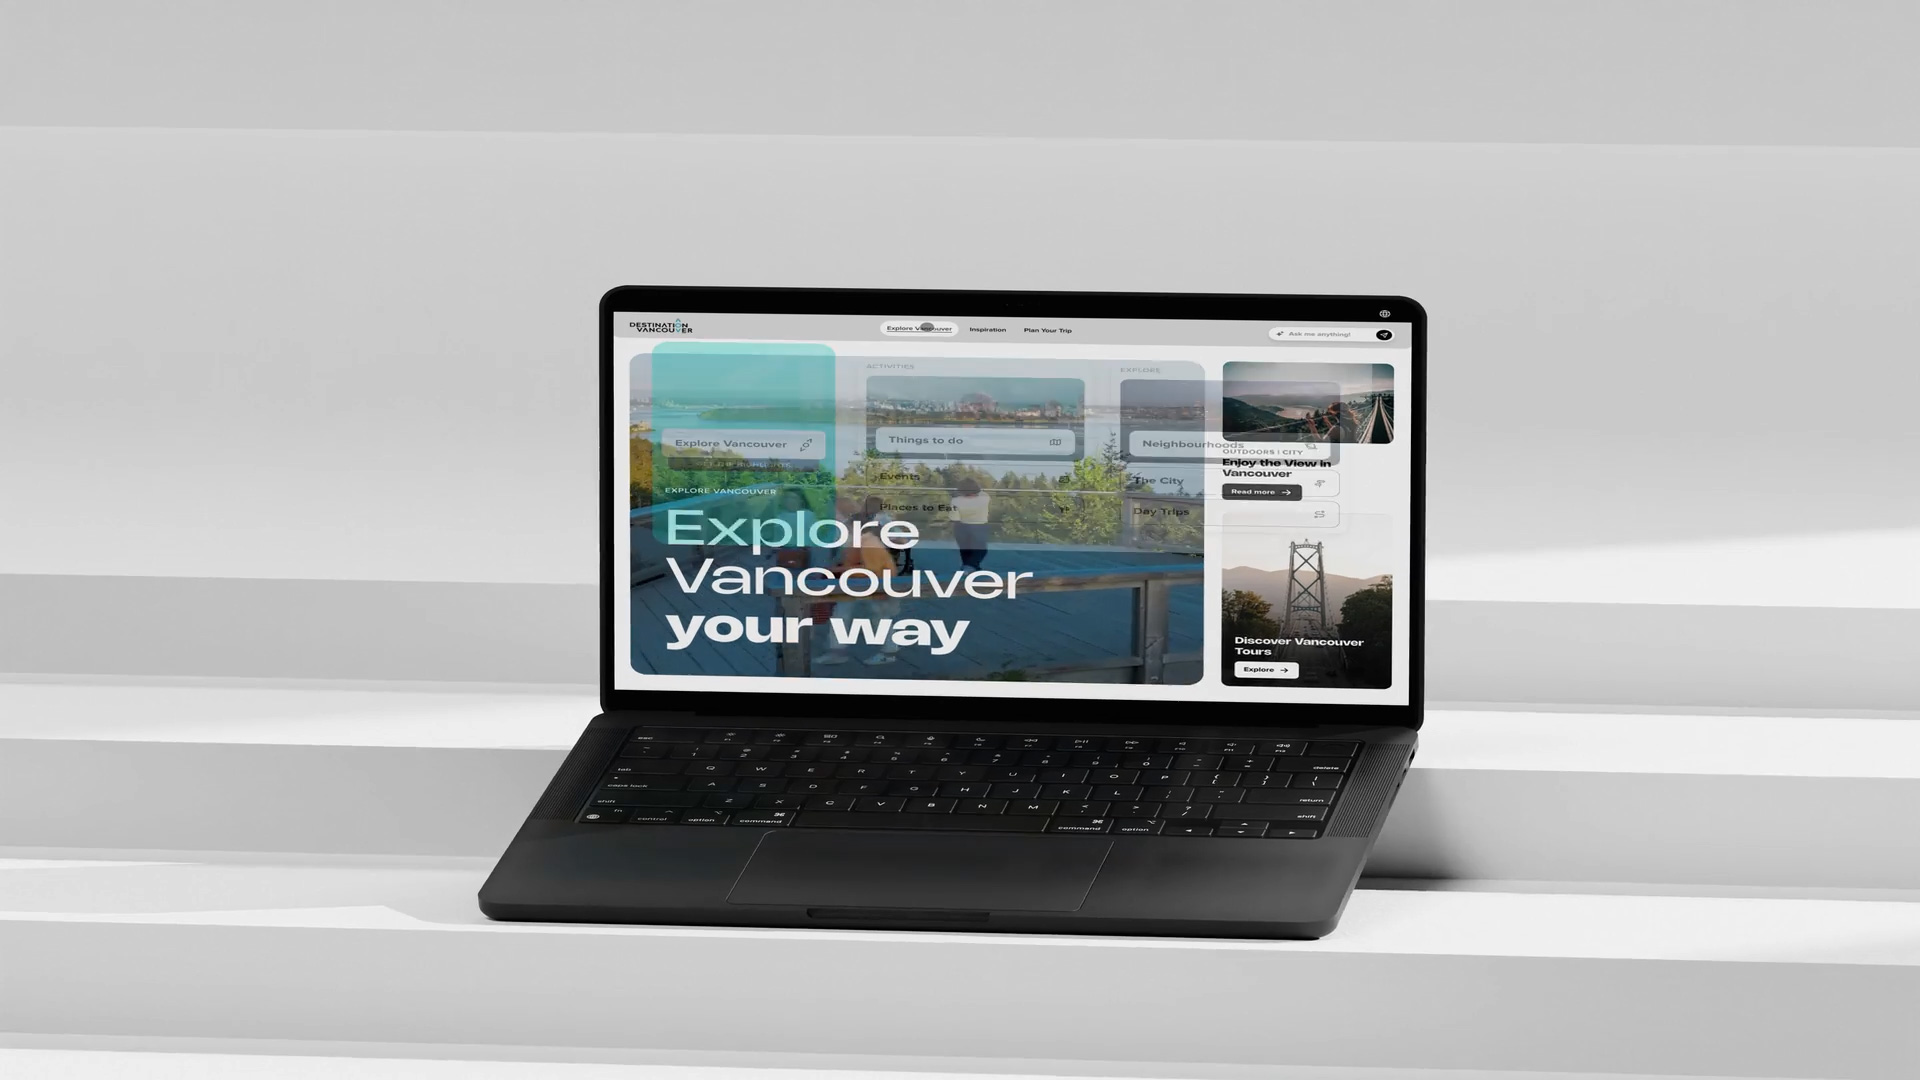 DESTINATION
VANCOUVER
Explore Vancouver
Inspiration
Plan Your Trip
Ask me anything!
ACTIVITIES
EXPLORE
Explore Vancouver
Things to do
Neighbourhoods
Events
The City
Places to Eat
Day Trips
EXPLORE VANCOUVER
Explore
Vancouver
your way
OUTDOORS | CITY
Enjoy the View in
Vancouver
Read more
Discover Vancouver
Tours
Explore
esc
delete
tab
Q W E R T Y U I O P
caps lock
A S D F G H J K L
return
shift
Z X C V B N M
shift
fn
control
option
command
command
option